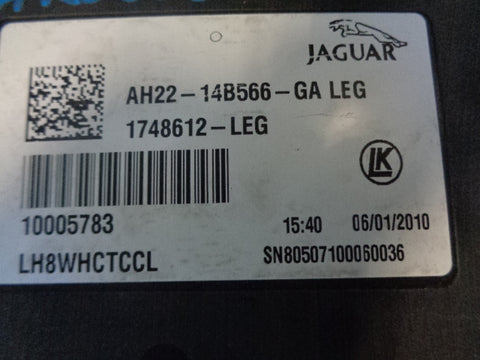 JAGUAR
AH22-14B566-GA LEG
1748612-LEG
LK
10005783
15:40 06/01/2010
LH8WHCTCCL
SN80507100060036